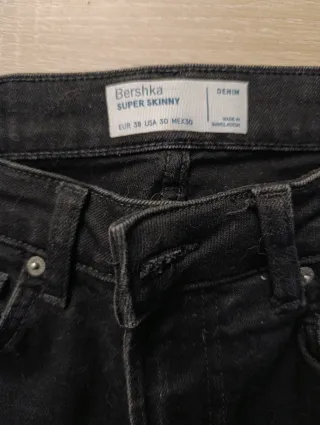 Bershka
SUPER SKINNY
EUR 38 USA 30 MEX30
DENIM
MADE IN
BANGLADESH